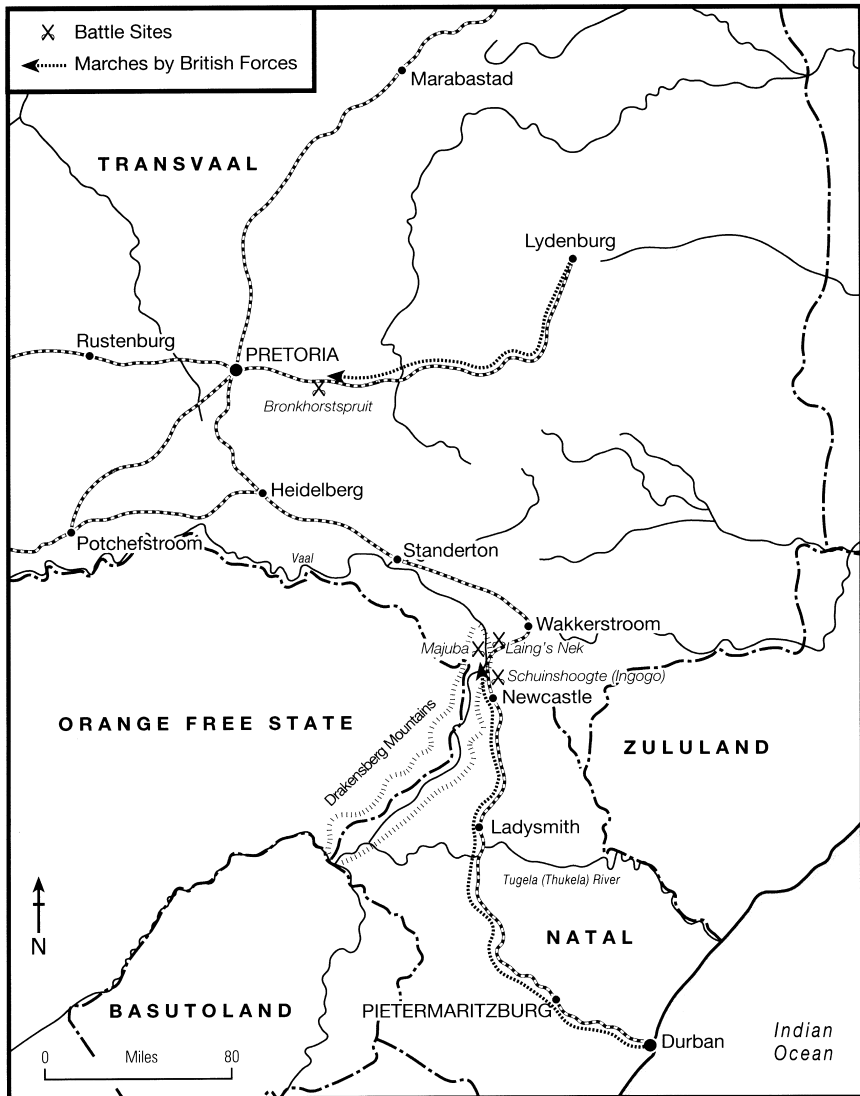 Battle Sites
Marches by British Forces
Marabastad
TRANSVAAL
Lydenburg
Rustenburg
PRETORIA
Bronkhorstspruit
Heidelberg
Potchefstroom
Vaal
Standerton
Wakkerstroom
Majuba
Laing's Nek
Schuinshoogte (Ingogo)
Newcastle
Drakensberg Mountains
ORANGE FREE STATE
ZULULAND
Ladysmith
Tugela (Thukela) River
N
NATAL
BASUTOLAND
PIETERMARITZBURG
Durban
Indian
Ocean
0 Miles 80